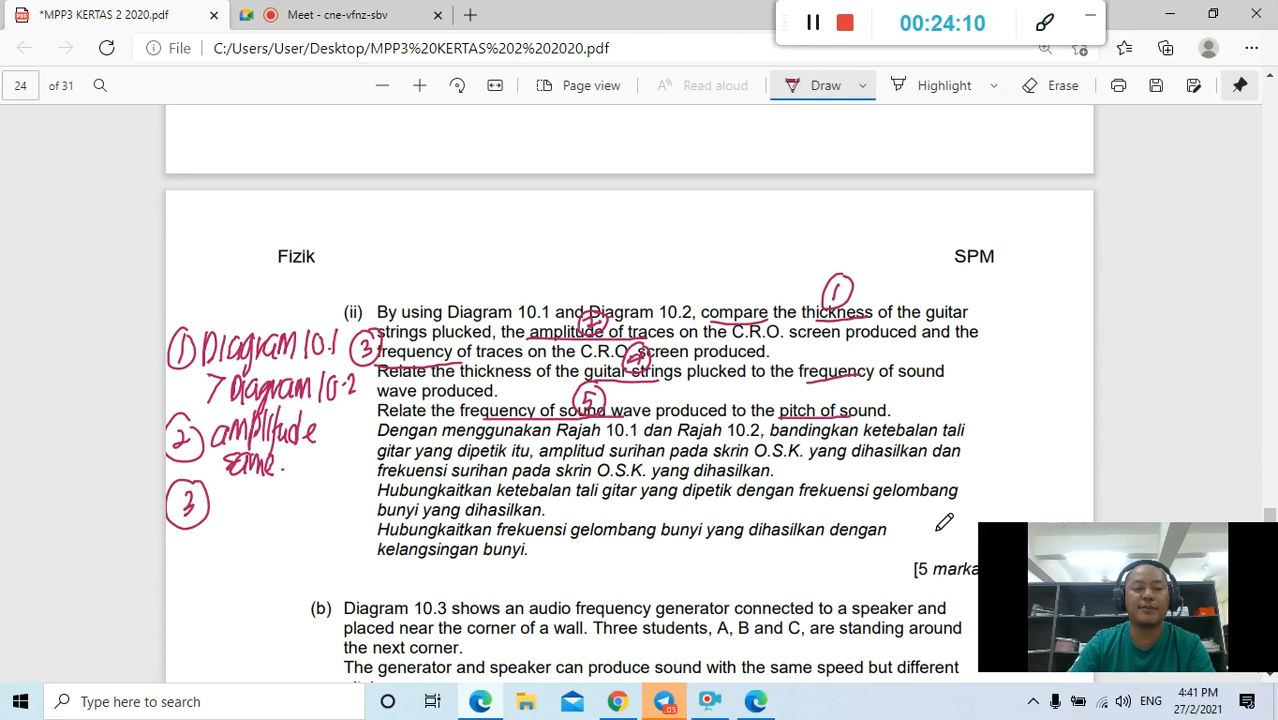 *MPP3 KERTAS 2 2020.pdf
Meet - cne-vfnz-sbv
00:24:10
File
C:/Users/User/Desktop/MPP3%20KERTAS%202%202020.pdf
24 of 31
Page view
Read aloud
Draw
Highlight
Erase
Fizik
SPM
1
(ii) By using Diagram 10.1 and Diagram 10.2, compare the thickness of the guitar
2
strings plucked, the amplitude of traces on the C.R.O. screen produced and the
3
frequency of traces on the C.R.O. screen produced.
4
Relate the thickness of the guitar strings plucked to the frequency of sound
wave produced.
5
Relate the frequency of sound wave produced to the pitch of sound.
Dengan menggunakan Rajah 10.1 dan Rajah 10.2, bandingkan ketebalan tali
gitar yang dipetik itu, amplitud surihan pada skrin O.S.K. yang dihasilkan dan
frekuensi surihan pada skrin O.S.K. yang dihasilkan.
Hubungkaitkan ketebalan tali gitar yang dipetik dengan frekuensi gelombang
bunyi yang dihasilkan.
Hubungkaitkan frekuensi gelombang bunyi yang dihasilkan dengan
kelangsingan bunyi.
[5 marka
1 Diagram 10.1
> Diagram 10.2
2 amplitude
same.
3
(b) Diagram 10.3 shows an audio frequency generator connected to a speaker and
placed near the corner of a wall. Three students, A, B and C, are standing around
the next corner.
The generator and speaker can produce sound with the same speed but different
Type here to search
.05
ENG
4:41 PM
27/2/2021